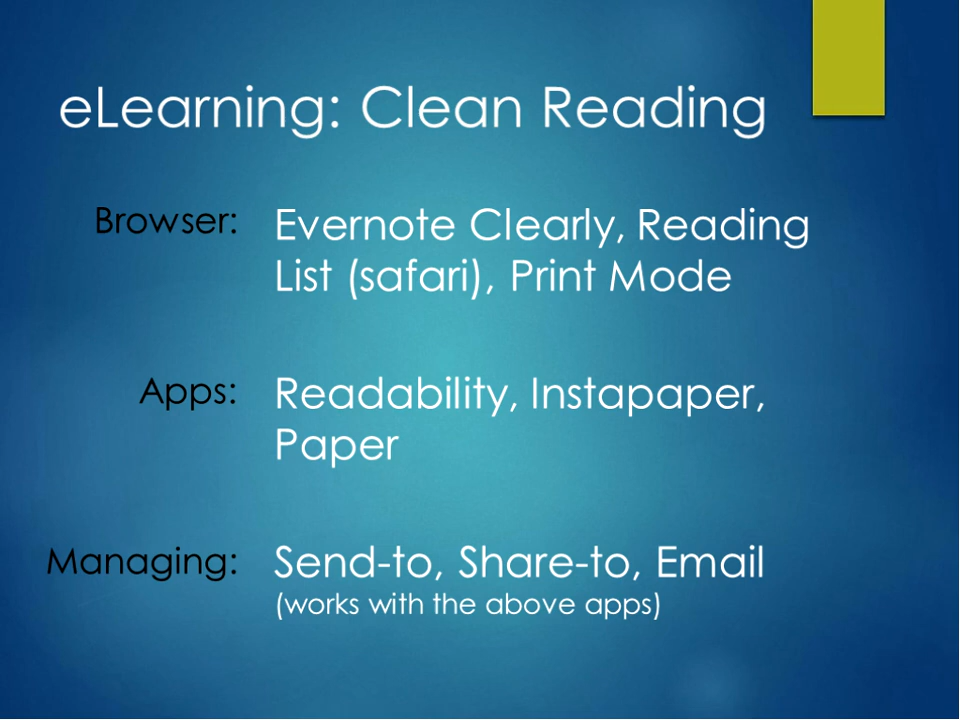 eLearning: Clean Reading
Browser:
Evernote Clearly, Reading
List (safari), Print Mode
Apps:
Readability, Instapaper,
Paper
Managing:
Send-to, Share-to, Email
(works with the above apps)